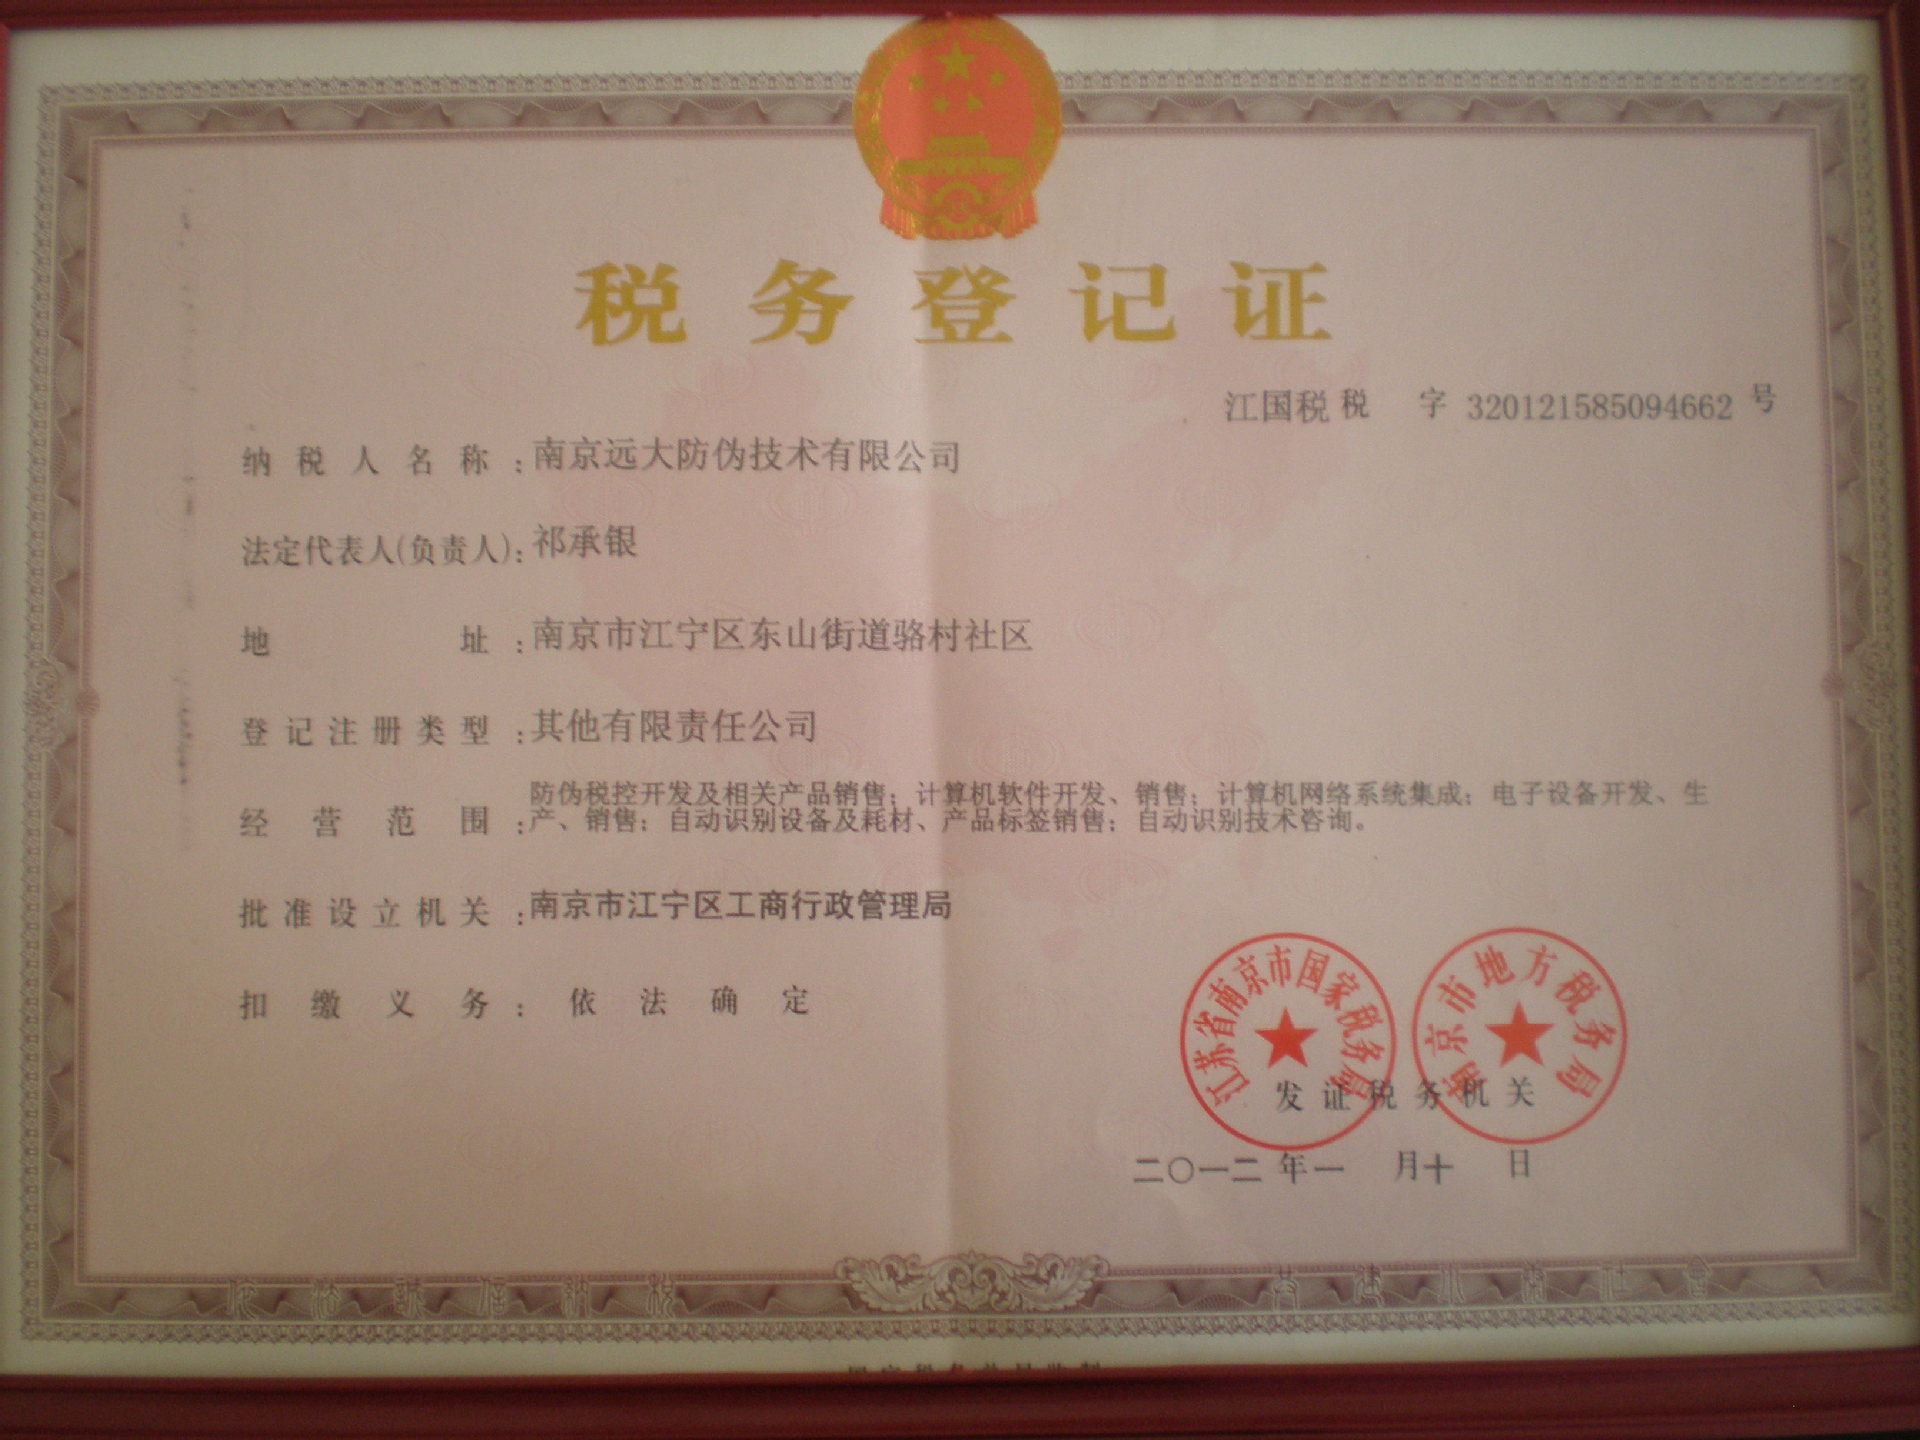 税务登记证
江国税 税 字 320121585094662 号
纳税人名称：南京远大防伪技术有限公司
法定代表人(负责人)：祁承银
地址：南京市江宁区东山街道骆村社区
登记注册类型：其他有限责任公司
经营范围：防伪税控开发及相关产品销售；计算机软件开发、销售；计算机网络系统集成；电子设备开发、生
产、销售；自动识别设备及耗材、产品标签销售；自动识别技术咨询。
批准设立机关：南京市江宁区工商行政管理局
扣缴义务：依法确定
江苏省南京市国家税务局
南京市地方税务局
发证税务机关
二〇一二 年 一 月 十 日